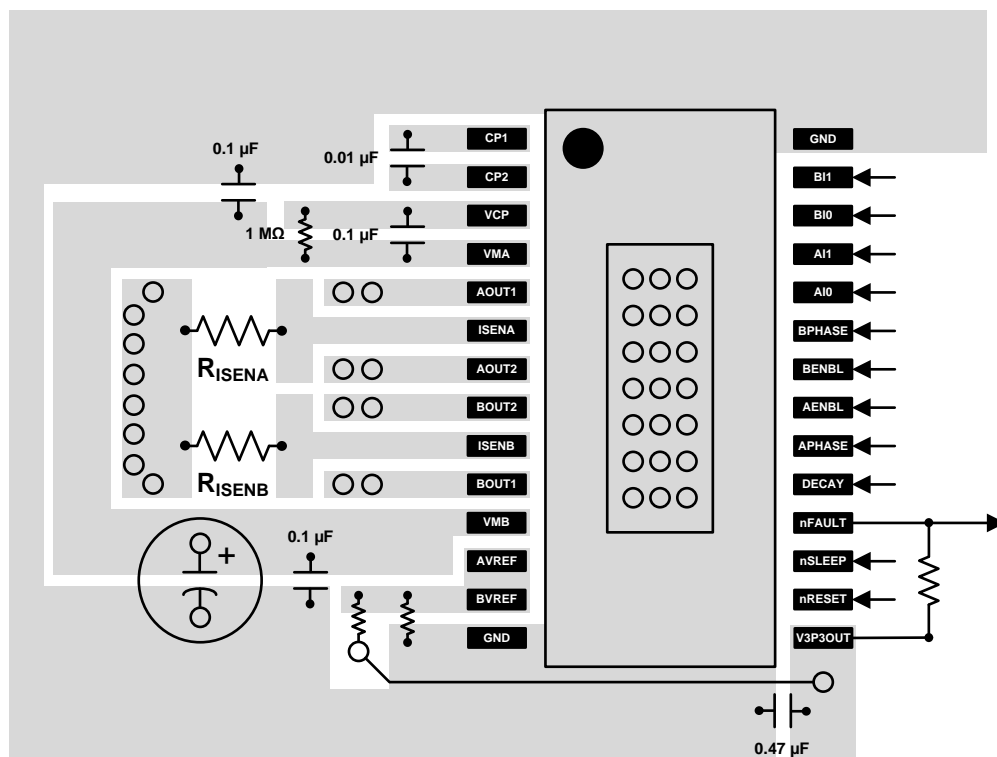 CP1
GND
0.1 µF
0.01 µF
CP2
BI1
VCP
BI0
1 MΩ
0.1 µF
VMA
AI1
AOUT1
AI0
ISENA
BPHASE
RISENA
AOUT2
BENBL
BOUT2
AENBL
ISENB
APHASE
RISENB
BOUT1
DECAY
VMB
nFAULT
0.1 µF
+
AVREF
nSLEEP
BVREF
nRESET
GND
V3P3OUT
0.47 µF